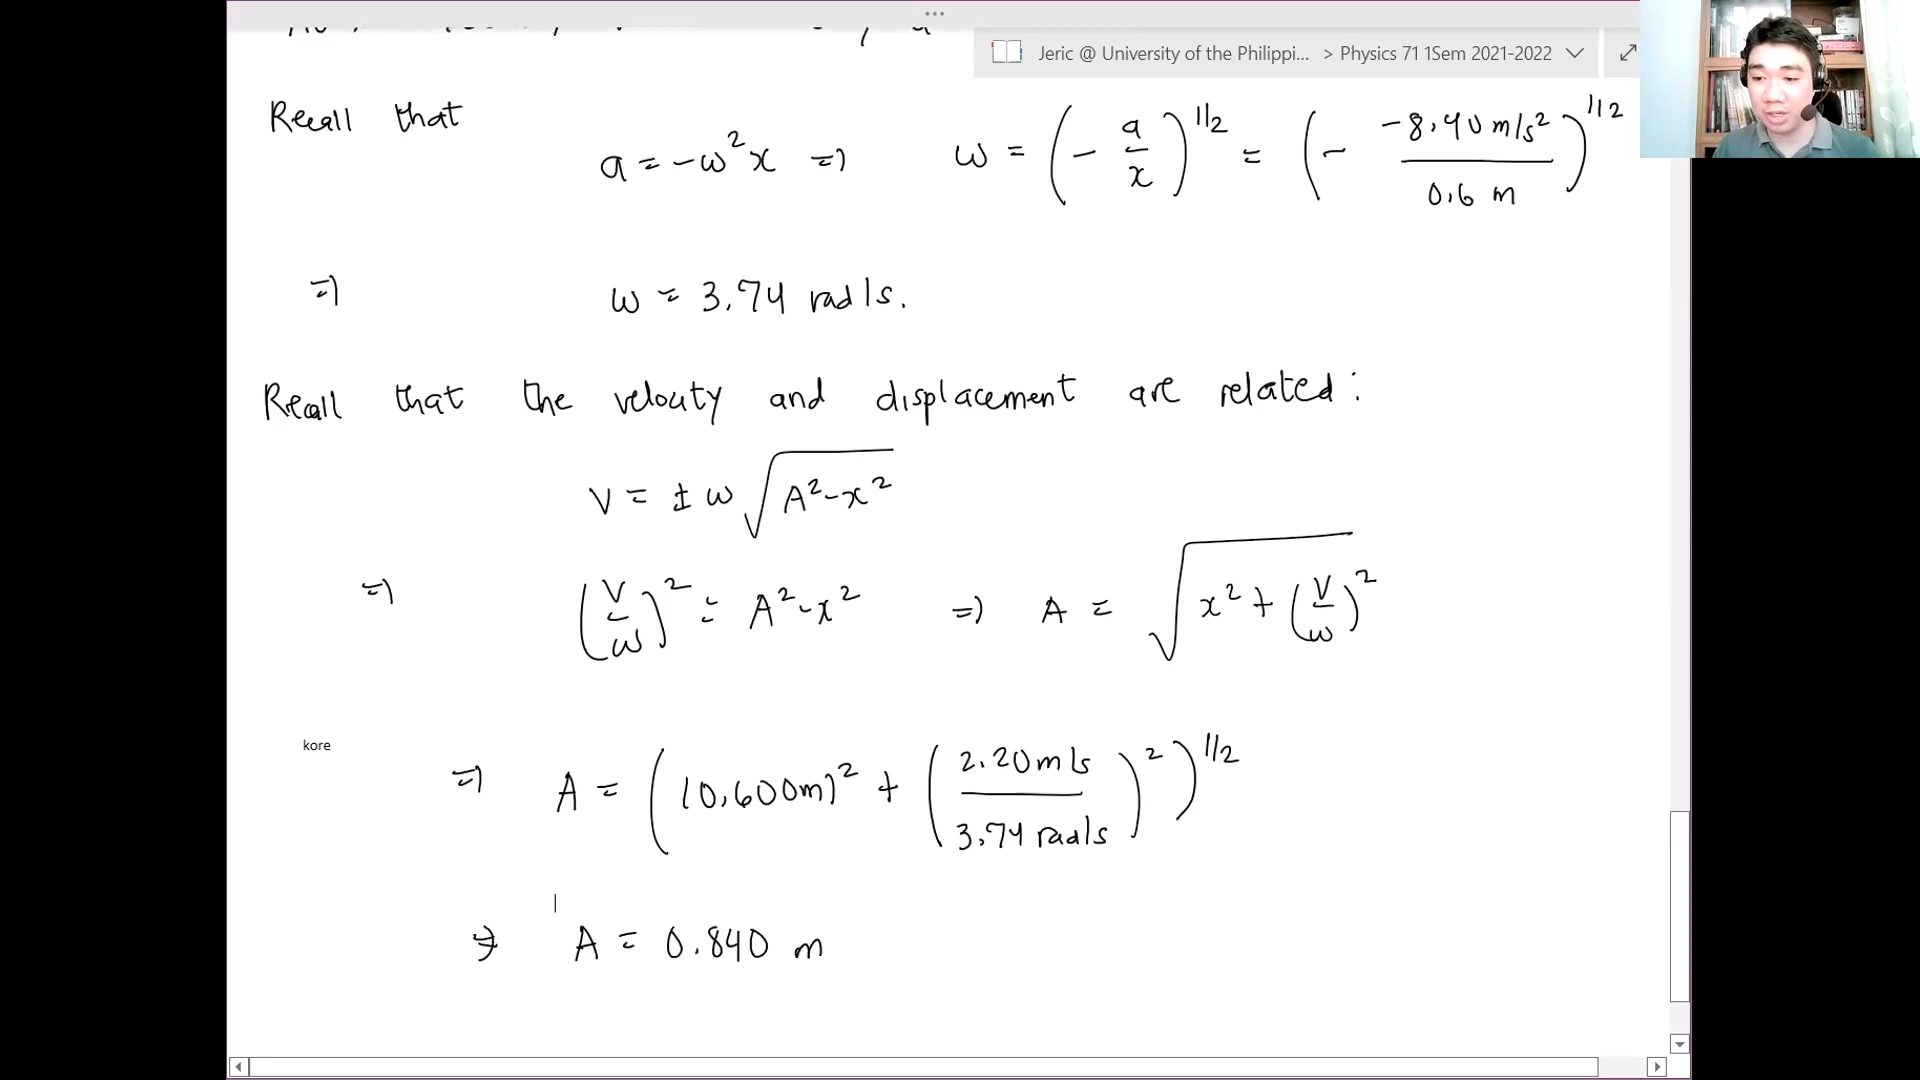 Jeric @ University of the Philippi... > Physics 71 1Sem 2021-2022
Recall that
a = -ω²x ⇒ ω = (- a/x)^1/2 = (- -8.40 m/s²/0.6 m)^1/2
⇒ ω = 3.74 rad/s.
Recall that the velocity and displacement are related:
v = ± ω √(A²-x²)
⇒ (v/ω)² = A²-x² ⇒ A = √(x² + (v/ω)²)
kore
⇒ A = ((0.600m)² + (2.20m/s / 3.74 rad/s)²)^1/2
⇒ A = 0.840 m